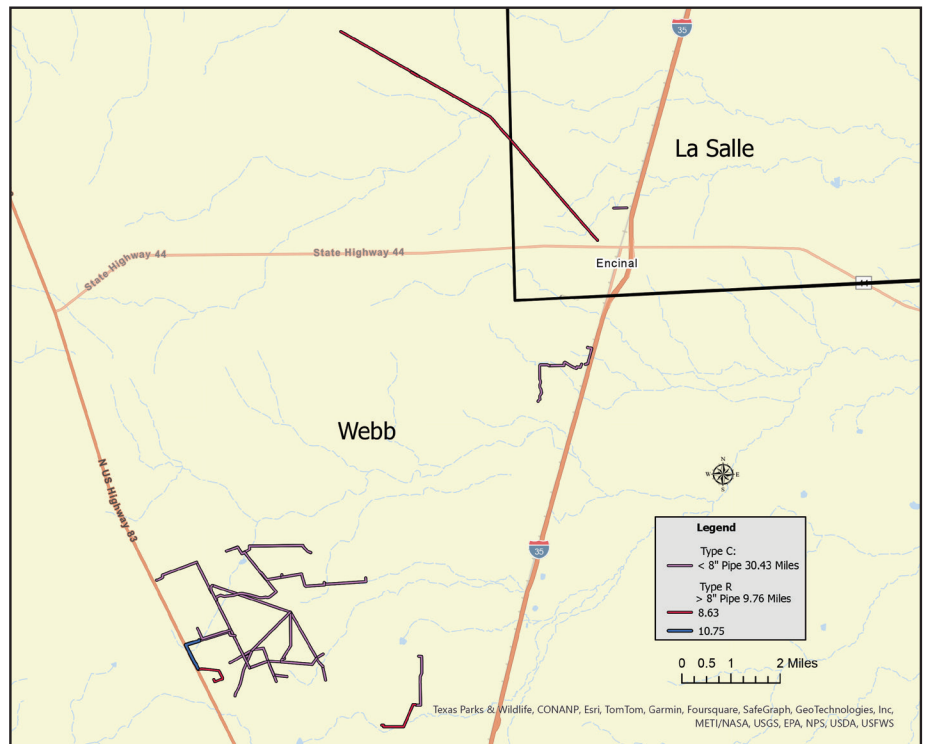 35
La Salle
State Highway 44
State Highway 44
Encinal
44
Webb
N US Highway 83
N
W E
S
35
Legend
Type C:
< 8" Pipe 30.43 Miles
Type R
> 8" Pipe 9.76 Miles
8.63
10.75
0 0.5 1 2 Miles
Texas Parks & Wildlife, CONANP, Esri, TomTom, Garmin, Foursquare, SafeGraph, GeoTechnologies, Inc,
METI/NASA, USGS, EPA, NPS, USDA, USFWS